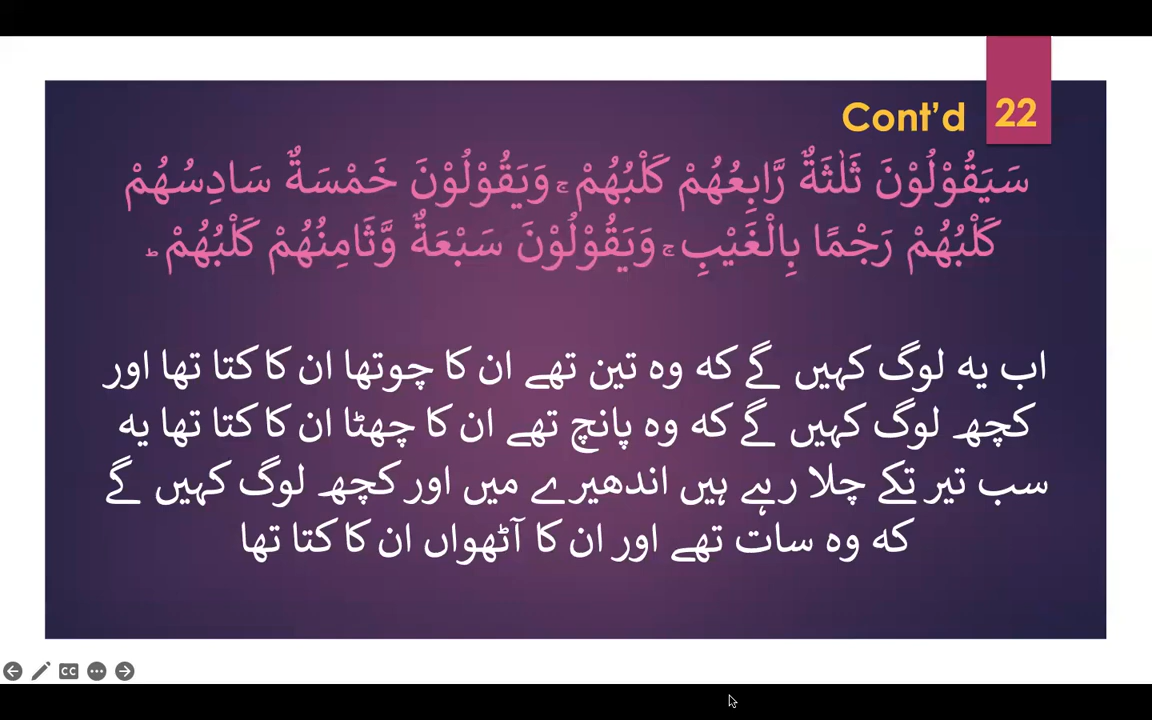 Cont’d 22
سَيَقُوْلُوْنَ ثَلٰثَةٌ رَّابِعُهُمْ كَلْبُهُمْ ۚ وَيَقُوْلُوْنَ خَمْسَةٌ سَادِسُهُمْ
كَلْبُهُمْ رَجْمًا بِالْغَيْبِ ۚ وَيَقُوْلُوْنَ سَبْعَةٌ وَّثَامِنُهُمْ كَلْبُهُمْ ؕ
اب یہ لوگ کہیں گے کہ وہ تین تھے ان کا چوتھا ان کا کتا تھا اور
کچھ لوگ کہیں گے کہ وہ پانچ تھے ان کا چھٹا ان کا کتا تھا یہ
سب تیر تکے چلا رہے ہیں اندھیرے میں اور کچھ لوگ کہیں گے
کہ وہ سات تھے اور ان کا آٹھواں ان کا کتا تھا
CC